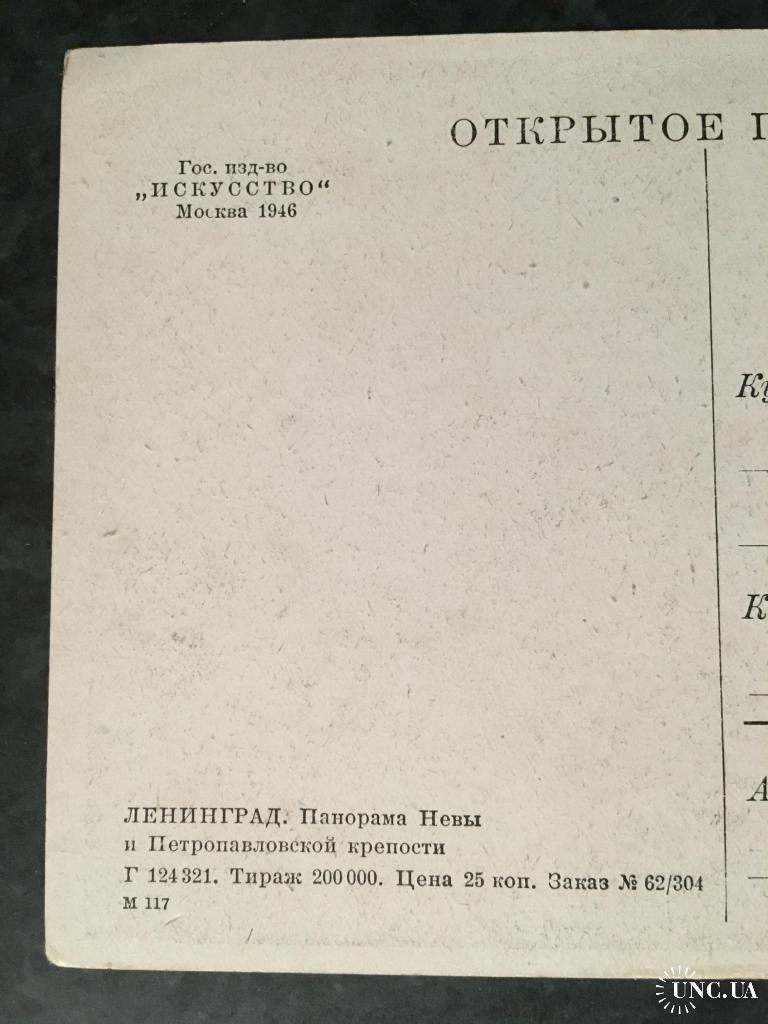 ОТКРЫТОЕ П
Гос. изд-во
„ИСКУССТВО“
Москва 1946
Ку
К
А
ЛЕНИНГРАД. Панорама Невы
и Петропавловской крепости
Г 124321. Тираж 200000. Цена 25 коп. Заказ № 62/304
М 117
UNC.UA